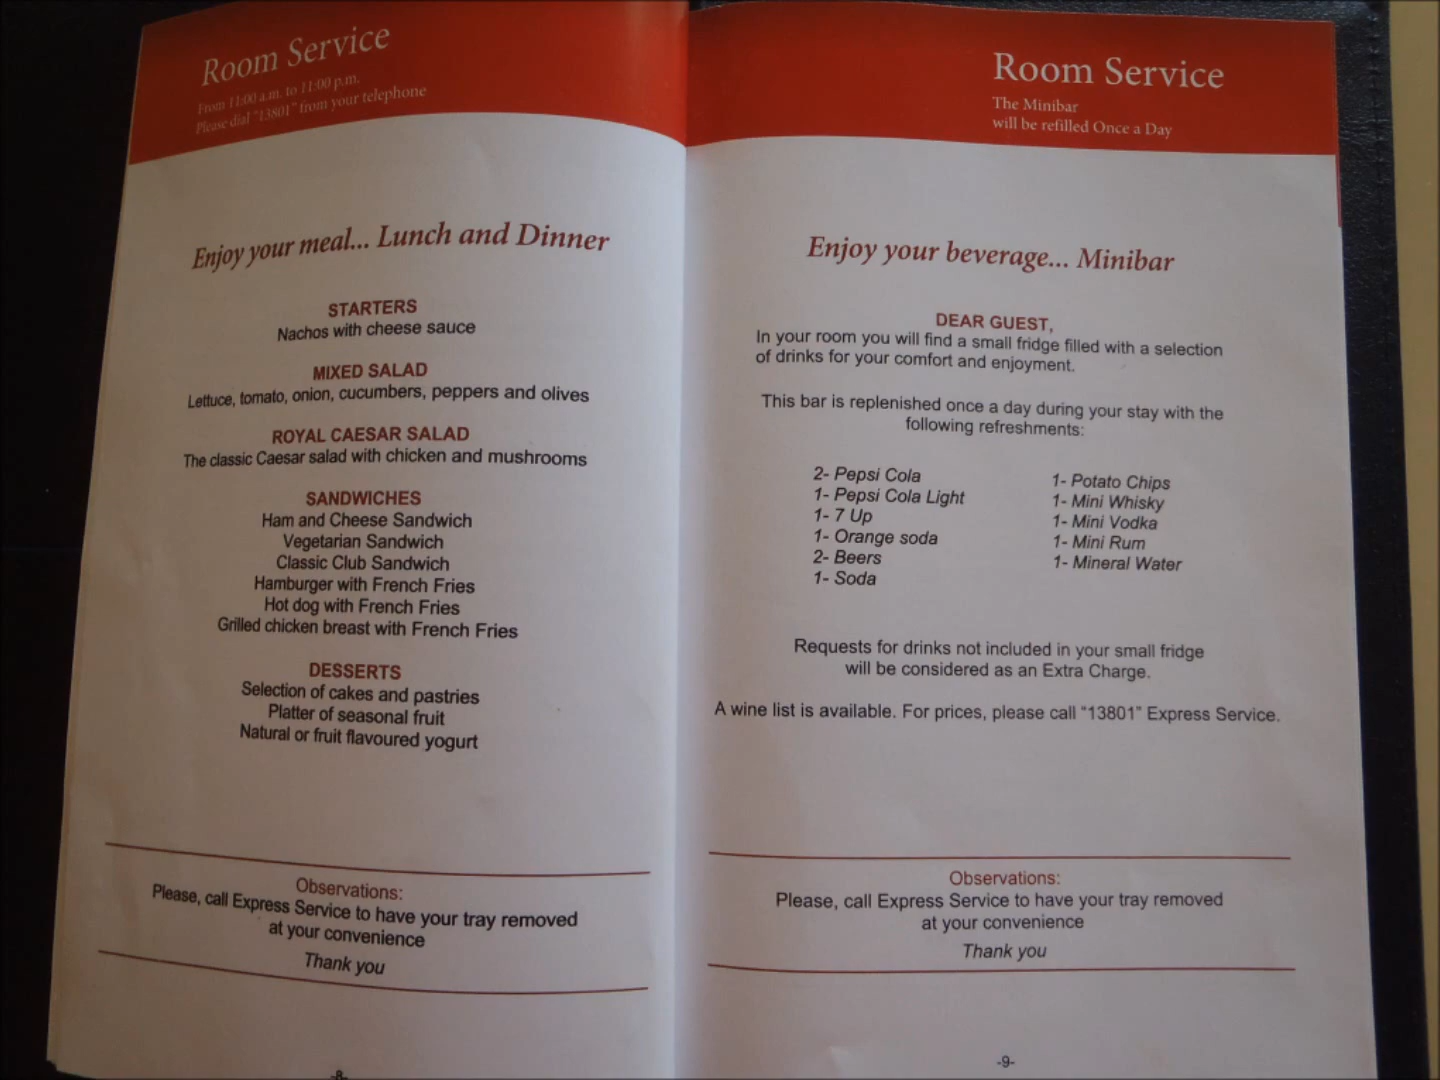 Room Service
From 11:00 a.m. to 11:00 p.m.
Please dial "13801" from your telephone
Enjoy your meal... Lunch and Dinner
STARTERS
Nachos with cheese sauce
MIXED SALAD
Lettuce, tomato, onion, cucumbers, peppers and olives
ROYAL CAESAR SALAD
The classic Caesar salad with chicken and mushrooms
SANDWICHES
Ham and Cheese Sandwich
Vegetarian Sandwich
Classic Club Sandwich
Hamburger with French Fries
Hot dog with French Fries
Grilled chicken breast with French Fries
DESSERTS
Selection of cakes and pastries
Platter of seasonal fruit
Natural or fruit flavoured yogurt
Observations:
Please, call Express Service to have your tray removed
at your convenience
Thank you
-8-
Room Service
The Minibar
will be refilled Once a Day
Enjoy your beverage... Minibar
DEAR GUEST,
In your room you will find a small fridge filled with a selection
of drinks for your comfort and enjoyment.
This bar is replenished once a day during your stay with the
following refreshments:
2- Pepsi Cola
1- Pepsi Cola Light
1- 7 Up
1- Orange soda
2- Beers
1- Soda
1- Potato Chips
1- Mini Whisky
1- Mini Vodka
1- Mini Rum
1- Mineral Water
Requests for drinks not included in your small fridge
will be considered as an Extra Charge.
A wine list is available. For prices, please call "13801" Express Service.
Observations:
Please, call Express Service to have your tray removed
at your convenience
Thank you
-9-